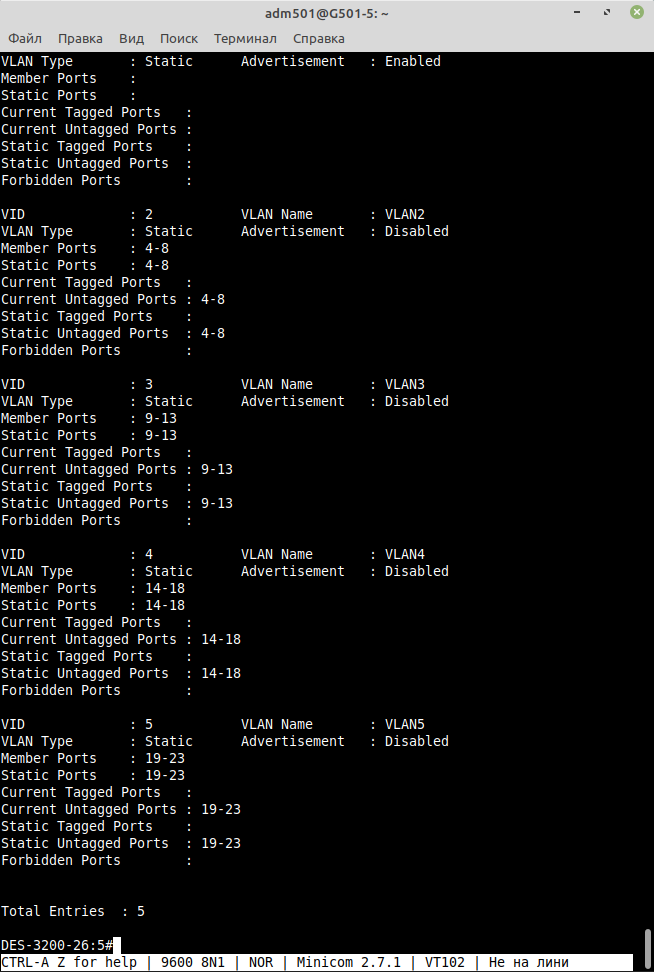 adm501@G501-5: ~
Файл Правка Вид Поиск Терминал Справка
VLAN Type       : Static      Advertisement   : Enabled
Member Ports    :
Static Ports    :
Current Tagged Ports   :
Current Untagged Ports :
Static Tagged Ports    :
Static Untagged Ports  :
Forbidden Ports        :
VID             : 2           VLAN Name       : VLAN2
VLAN Type       : Static      Advertisement   : Disabled
Member Ports    : 4-8
Static Ports    : 4-8
Current Tagged Ports   :
Current Untagged Ports : 4-8
Static Tagged Ports    :
Static Untagged Ports  : 4-8
Forbidden Ports        :
VID             : 3           VLAN Name       : VLAN3
VLAN Type       : Static      Advertisement   : Disabled
Member Ports    : 9-13
Static Ports    : 9-13
Current Tagged Ports   :
Current Untagged Ports : 9-13
Static Tagged Ports    :
Static Untagged Ports  : 9-13
Forbidden Ports        :
VID             : 4           VLAN Name       : VLAN4
VLAN Type       : Static      Advertisement   : Disabled
Member Ports    : 14-18
Static Ports    : 14-18
Current Tagged Ports   :
Current Untagged Ports : 14-18
Static Tagged Ports    :
Static Untagged Ports  : 14-18
Forbidden Ports        :
VID             : 5           VLAN Name       : VLAN5
VLAN Type       : Static      Advertisement   : Disabled
Member Ports    : 19-23
Static Ports    : 19-23
Current Tagged Ports   :
Current Untagged Ports : 19-23
Static Tagged Ports    :
Static Untagged Ports  : 19-23
Forbidden Ports        :
Total Entries  : 5
DES-3200-26:5#
CTRL-A Z for help | 9600 8N1 | NOR | Minicom 2.7.1 | VT102 | Не на лини